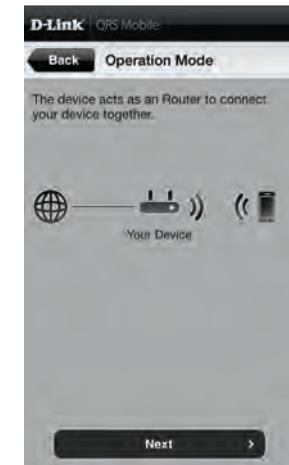 D-Link QRS Mobile
Back Operation Mode
The device acts as an Router to connect
your device together.
Your Device
Next